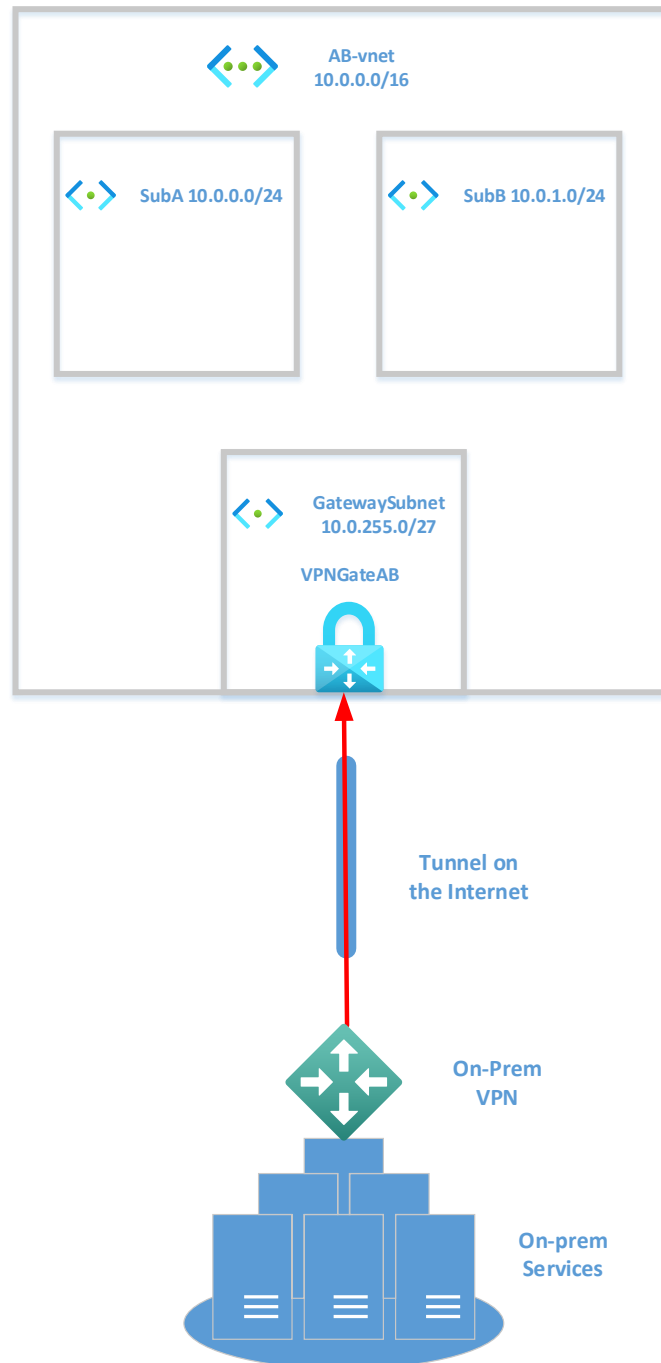 AB-vnet
10.0.0.0/16
SubA 10.0.0.0/24
SubB 10.0.1.0/24
GatewaySubnet
10.0.255.0/27
VPNGateAB
Tunnel on
the Internet
On-Prem
VPN
On-prem
Services